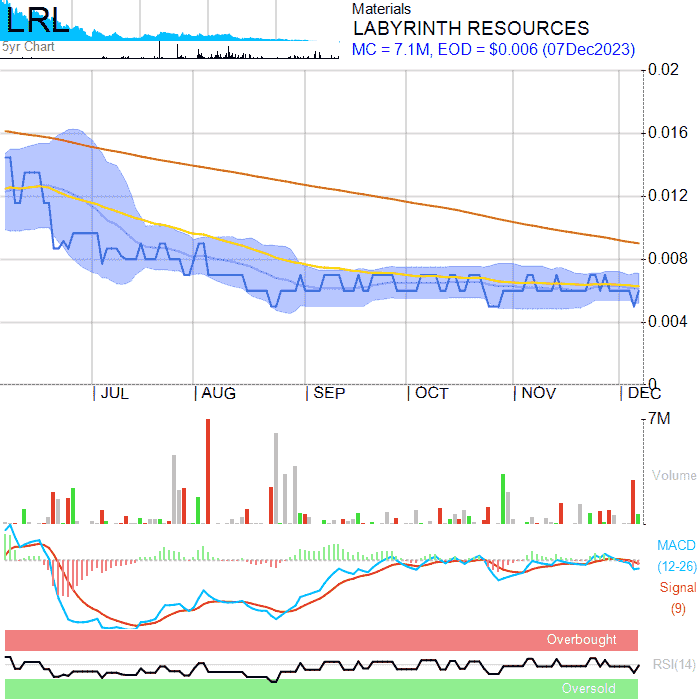 LRL
5yr Chart
Materials
LABYRINTH RESOURCES
MC = 7.1M, EOD = $0.006 (07Dec2023)
0.02
0.016
0.012
0.008
0.004
0
JUL AUG SEP OCT NOV DEC
7M
Volume
MACD
(12-26)
Signal
(9)
Overbought
RSI(14)
Oversold